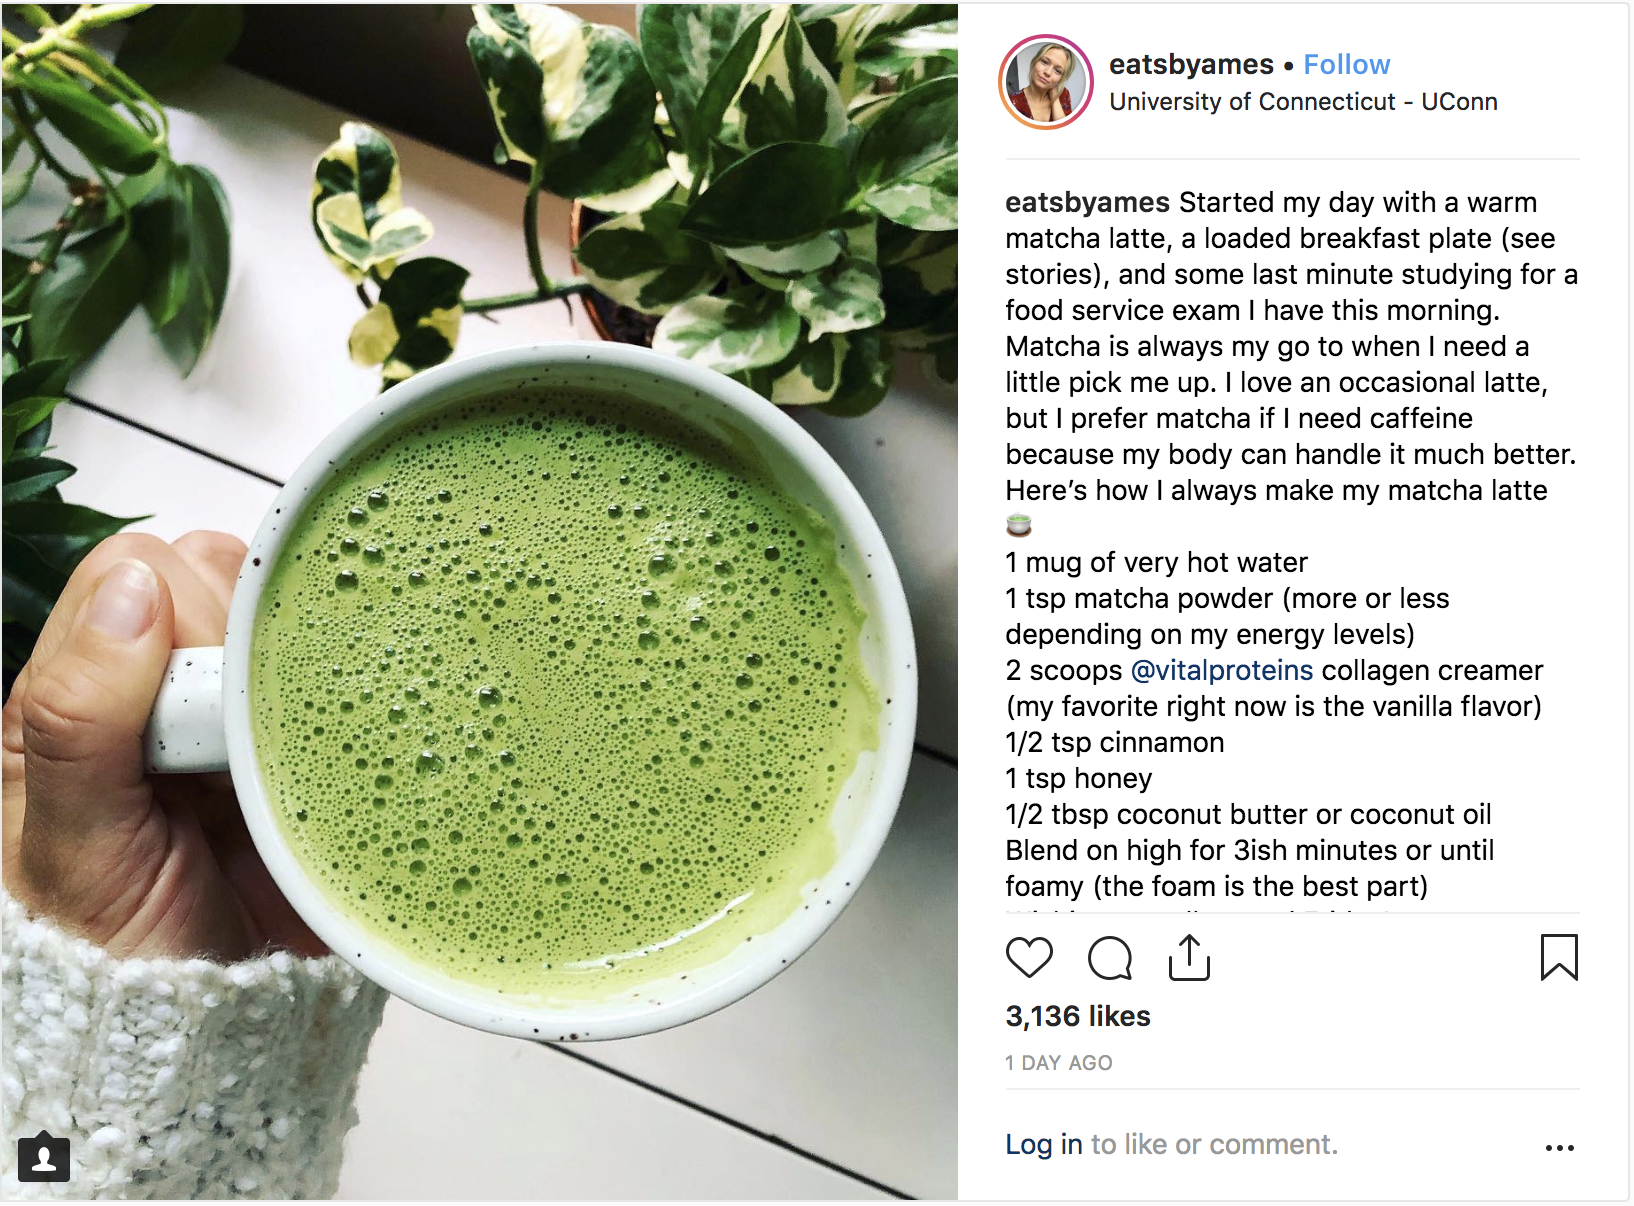 eatsbyames • Follow
University of Connecticut - UConn
eatsbyames Started my day with a warm
matcha latte, a loaded breakfast plate (see
stories), and some last minute studying for a
food service exam I have this morning.
Matcha is always my go to when I need a
little pick me up. I love an occasional latte,
but I prefer matcha if I need caffeine
because my body can handle it much better.
Here’s how I always make my matcha latte
🍵
1 mug of very hot water
1 tsp matcha powder (more or less
depending on my energy levels)
2 scoops @vitalproteins collagen creamer
(my favorite right now is the vanilla flavor)
1/2 tsp cinnamon
1 tsp honey
1/2 tbsp coconut butter or coconut oil
Blend on high for 3ish minutes or until
foamy (the foam is the best part)
3,136 likes
1 DAY AGO
Log in to like or comment.